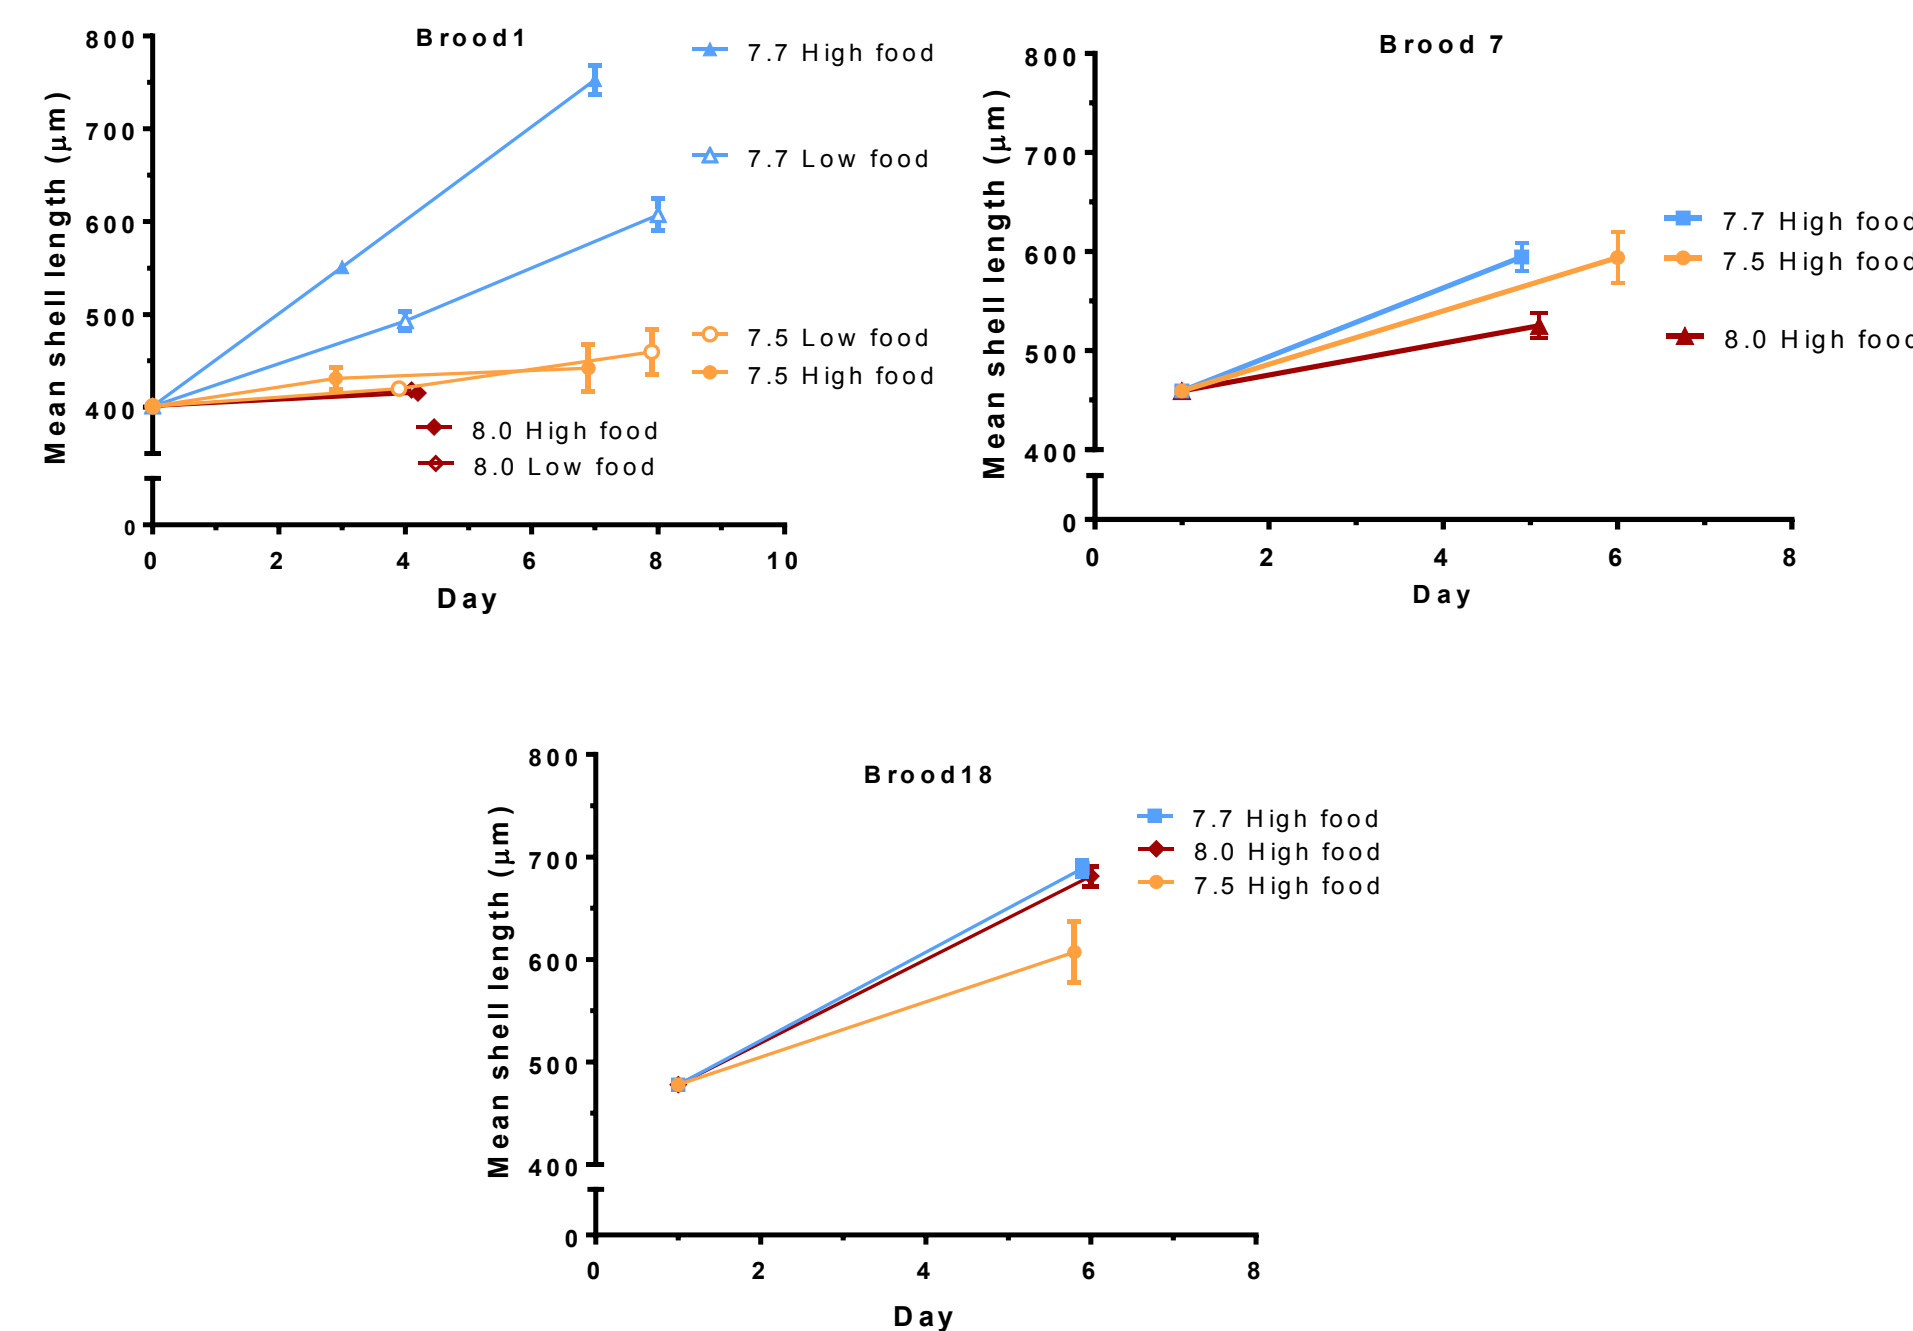 Brood1
Mean shell length (μm)
800
700
600
500
400
0
0 2 4 6 8 10
Day
7.7 High food
7.7 Low food
7.5 Low food
7.5 High food
8.0 High food
8.0 Low food
Brood 7
Mean shell length (μm)
800
700
600
500
400
0
0 2 4 6 8
Day
7.7 High food
7.5 High food
8.0 High food
Brood18
Mean shell length (μm)
800
700
600
500
400
0
0 2 4 6 8
Day
7.7 High food
8.0 High food
7.5 High food